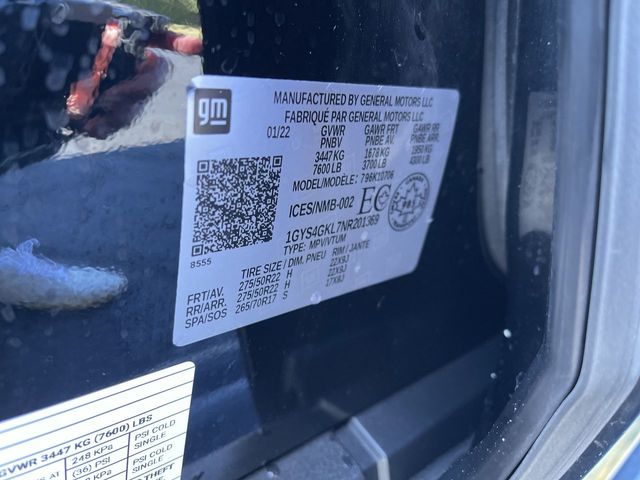 gm
MANUFACTURED BY GENERAL MOTORS LLC
FABRIQUÉ PAR GENERAL MOTORS LLC
01/22 GVWR GAWR FRT GAWR RR
PNBV PNBE AV. PNBE ARR.
3447 KG 1678 KG 1950 KG
7600 LB 3700 LB 4300 LB
MODEL/MODÈLE: 796K10706
ICES/NMB-002 EC
1GYS4GKL7NR201369
TYPE: MPV/VTUM
8555
TIRE SIZE / DIM. PNEU RIM / JANTE
FRT/AV. 275/50R22 H 22X9J
RR/ARR. 275/50R22 H 22X9J
SPA/SOS 265/70R17 S 17X8J
GVWR 3447 KG (7600) LBS
248 KPA PSI COLD
(36) PSI SINGLE
KPA PSI COLD
SINGLE